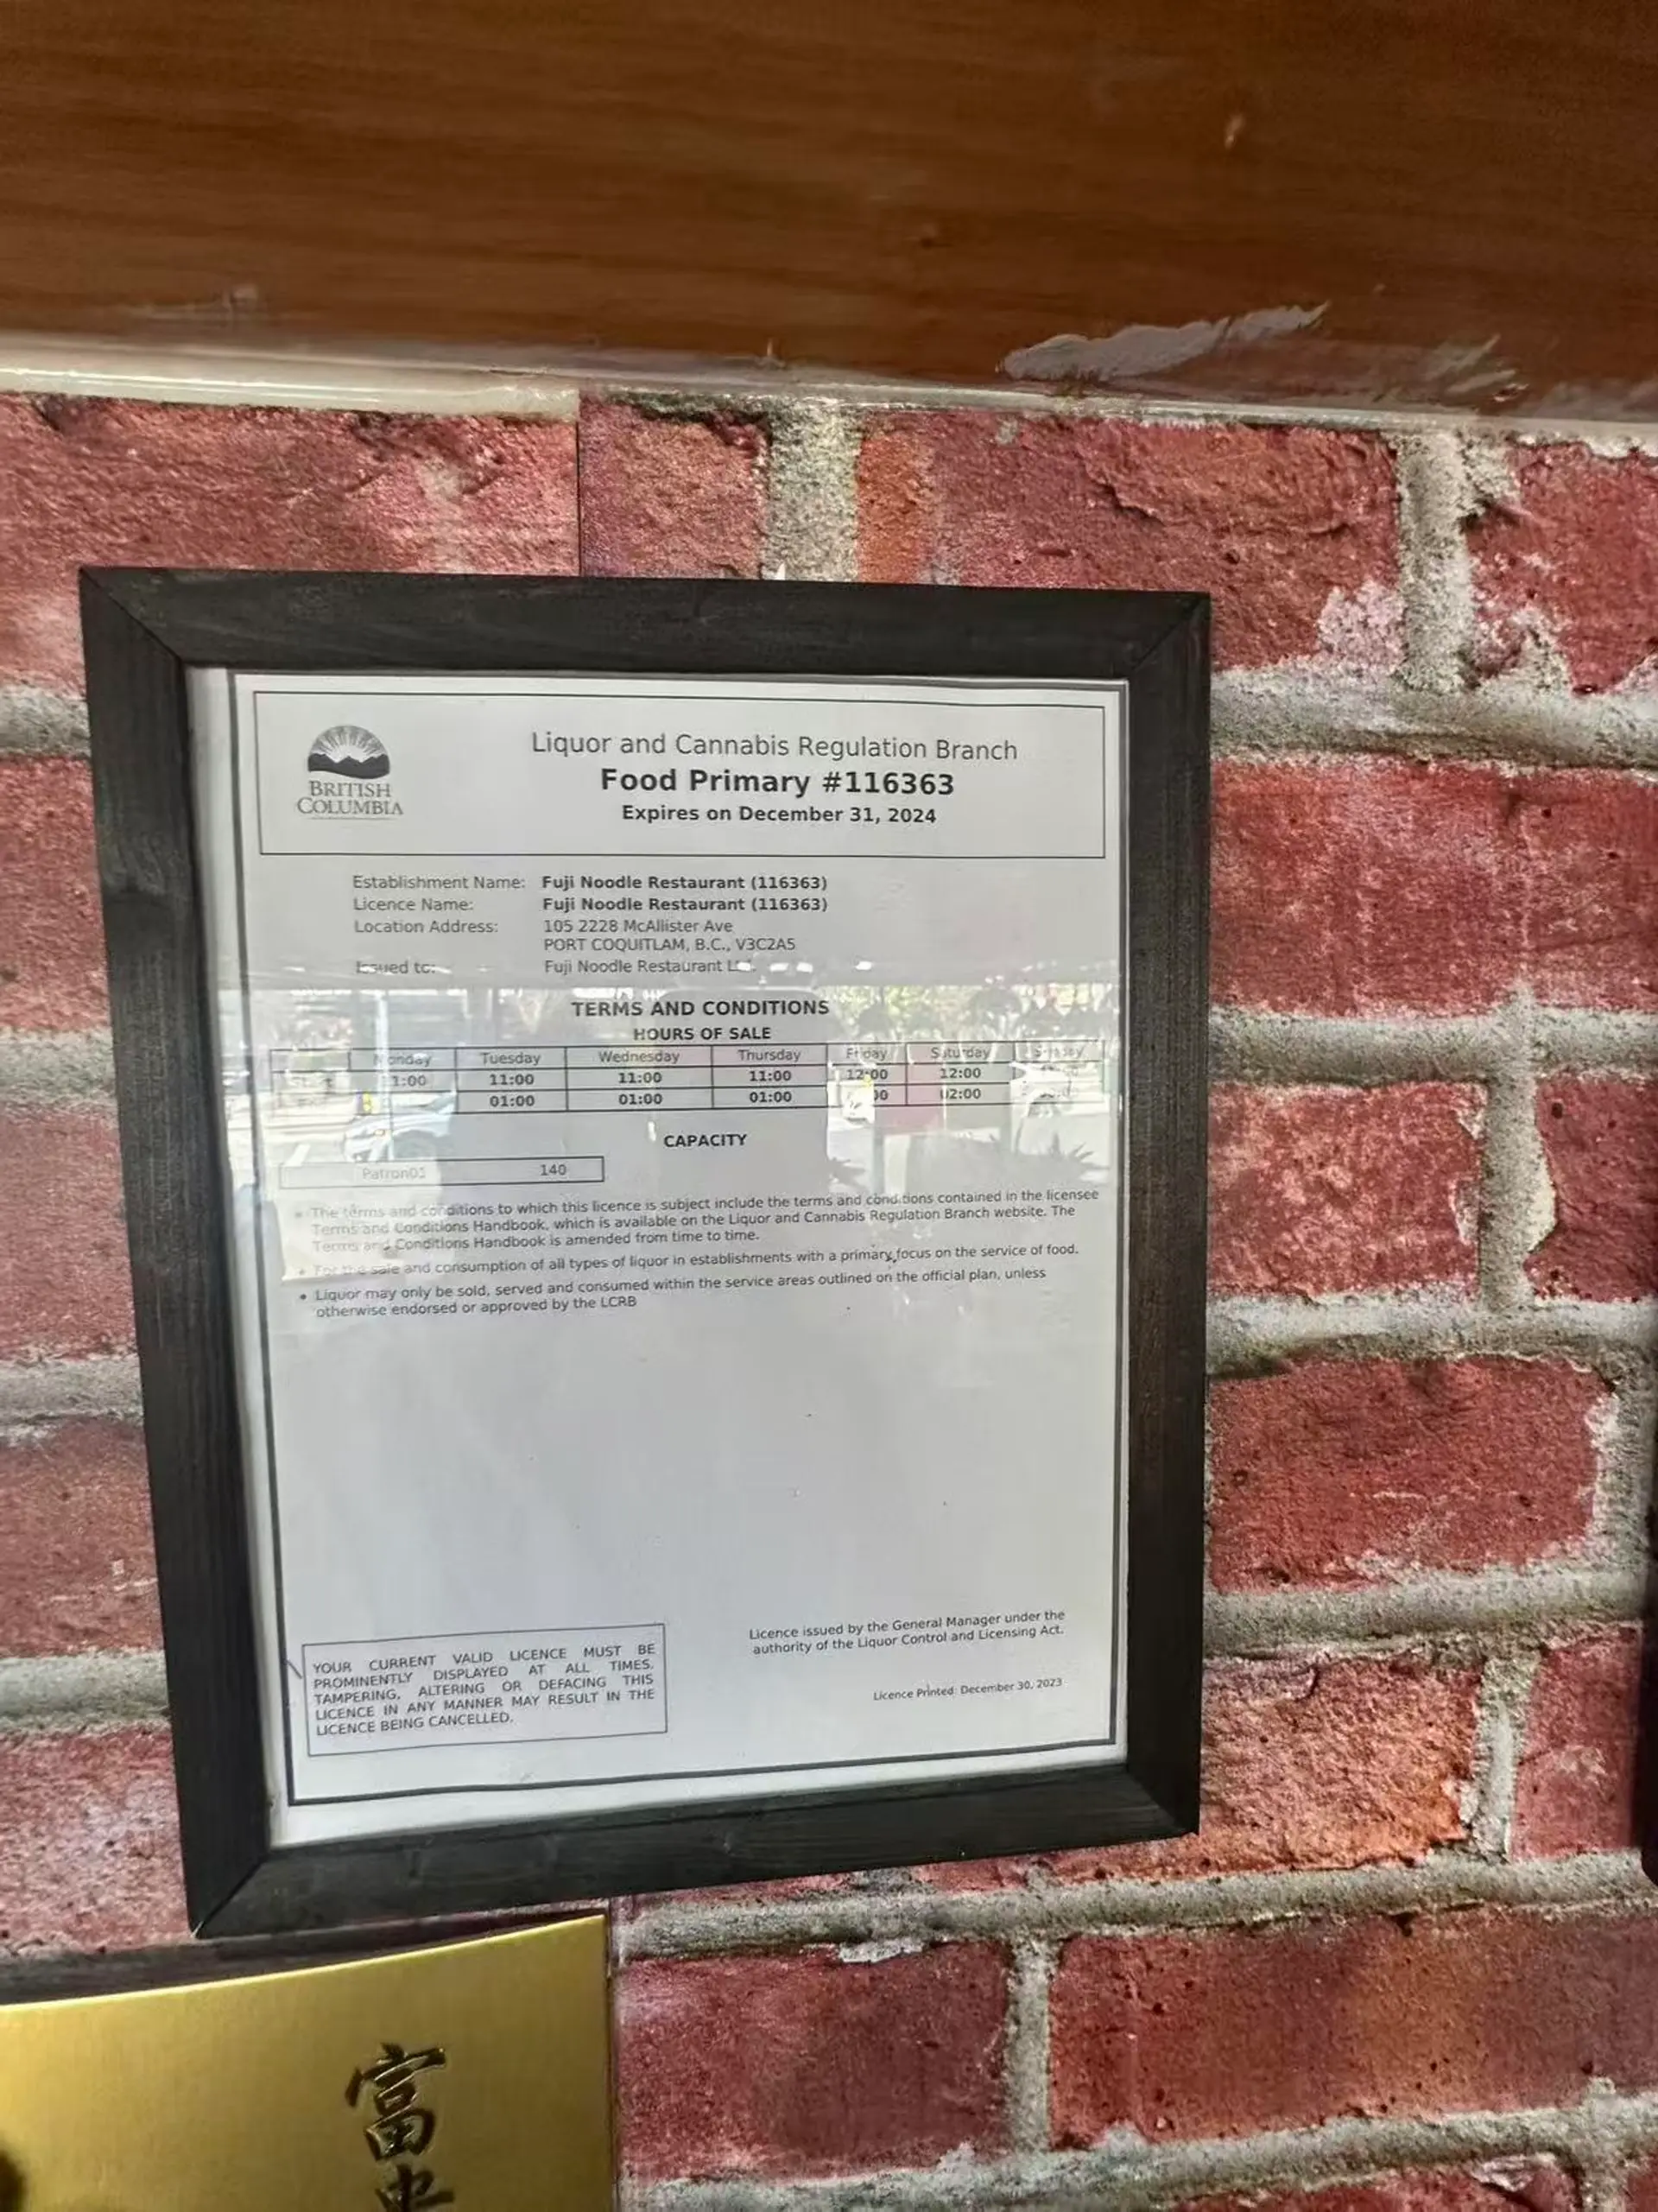 BRITISH
COLUMBIA
Liquor and Cannabis Regulation Branch
Food Primary #116363
Expires on December 31, 2024
Establishment Name: Fuji Noodle Restaurant (116363)
Licence Name: Fuji Noodle Restaurant (116363)
Location Address: 105 2228 McAllister Ave
PORT COQUITLAM, B.C., V3C2A5
Issued to: Fuji Noodle Restaurant
TERMS AND CONDITIONS
HOURS OF SALE
Monday Tuesday Wednesday Thursday Friday Saturday Sunday
11:00 11:00 11:00 11:00 12:00 12:00
01:00 01:00 01:00 02:00
CAPACITY
Patron01 140
• The terms and conditions to which this licence is subject include the terms and conditions contained in the licensee
Terms and Conditions Handbook, which is available on the Liquor and Cannabis Regulation Branch website. The
Terms and Conditions Handbook is amended from time to time.
• For the sale and consumption of all types of liquor in establishments with a primary focus on the service of food.
• Liquor may only be sold, served and consumed within the service areas outlined on the official plan, unless
otherwise endorsed or approved by the LCRB
YOUR CURRENT VALID LICENCE MUST BE
PROMINENTLY DISPLAYED AT ALL TIMES.
TAMPERING, ALTERING OR DEFACING THIS
LICENCE IN ANY MANNER MAY RESULT IN THE
LICENCE BEING CANCELLED.
Licence issued by the General Manager under the
authority of the Liquor Control and Licensing Act.
Licence Printed: December 30, 2023
富